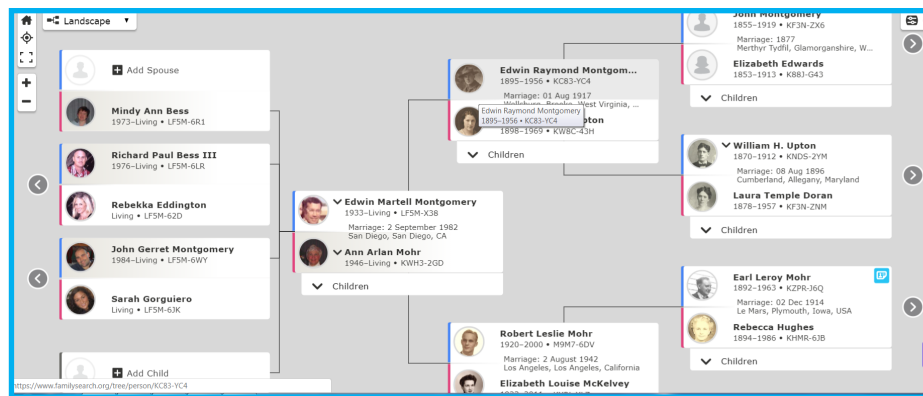 Landscape
Add Spouse
Mindy Ann Bess
1973–Living • LF5M-6R1
Richard Paul Bess III
1976–Living • LF5M-6LR
Rebekka Eddington
Living • LF5M-62D
John Gerret Montgomery
1984–Living • LF5M-6WY
Sarah Gorguiero
Living • LF5M-6JK
Add Child
https://www.familysearch.org/tree/person/KC83-YC4
Edwin Martell Montgomery
1933–Living • LF5M-X38
Marriage: 2 September 1982
San Diego, San Diego, CA
Ann Arlan Mohr
1946–Living • KWH3-2GD
Children
Edwin Raymond Montgom...
1895–1956 • KC83-YC4
Marriage: 01 Aug 1917
West Virginia, ...
Edwin Raymond Montgomery
1895–1956 • KC83-YC4
pton
1898–1969 • KW8C-43H
Children
Robert Leslie Mohr
1920–2000 • M9M7-6DV
Marriage: 2 August 1942
Los Angeles, Los Angeles, California
Elizabeth Louise McKelvey
John Montgomery
1855–1919 • KF3N-ZX6
Marriage: 1877
Merthyr Tydfil, Glamorganshire, W...
Elizabeth Edwards
1853–1913 • K88J-G43
Children
William H. Upton
1870–1912 • KNDS-2YM
Marriage: 08 Aug 1896
Cumberland, Allegany, Maryland
Laura Temple Doran
1878–1957 • KF3N-ZNM
Children
Earl Leroy Mohr
1892–1963 • KZPR-J6Q
Marriage: 02 Dec 1914
Le Mars, Plymouth, Iowa, USA
Rebecca Hughes
1894–1986 • KHMR-6JB
Children